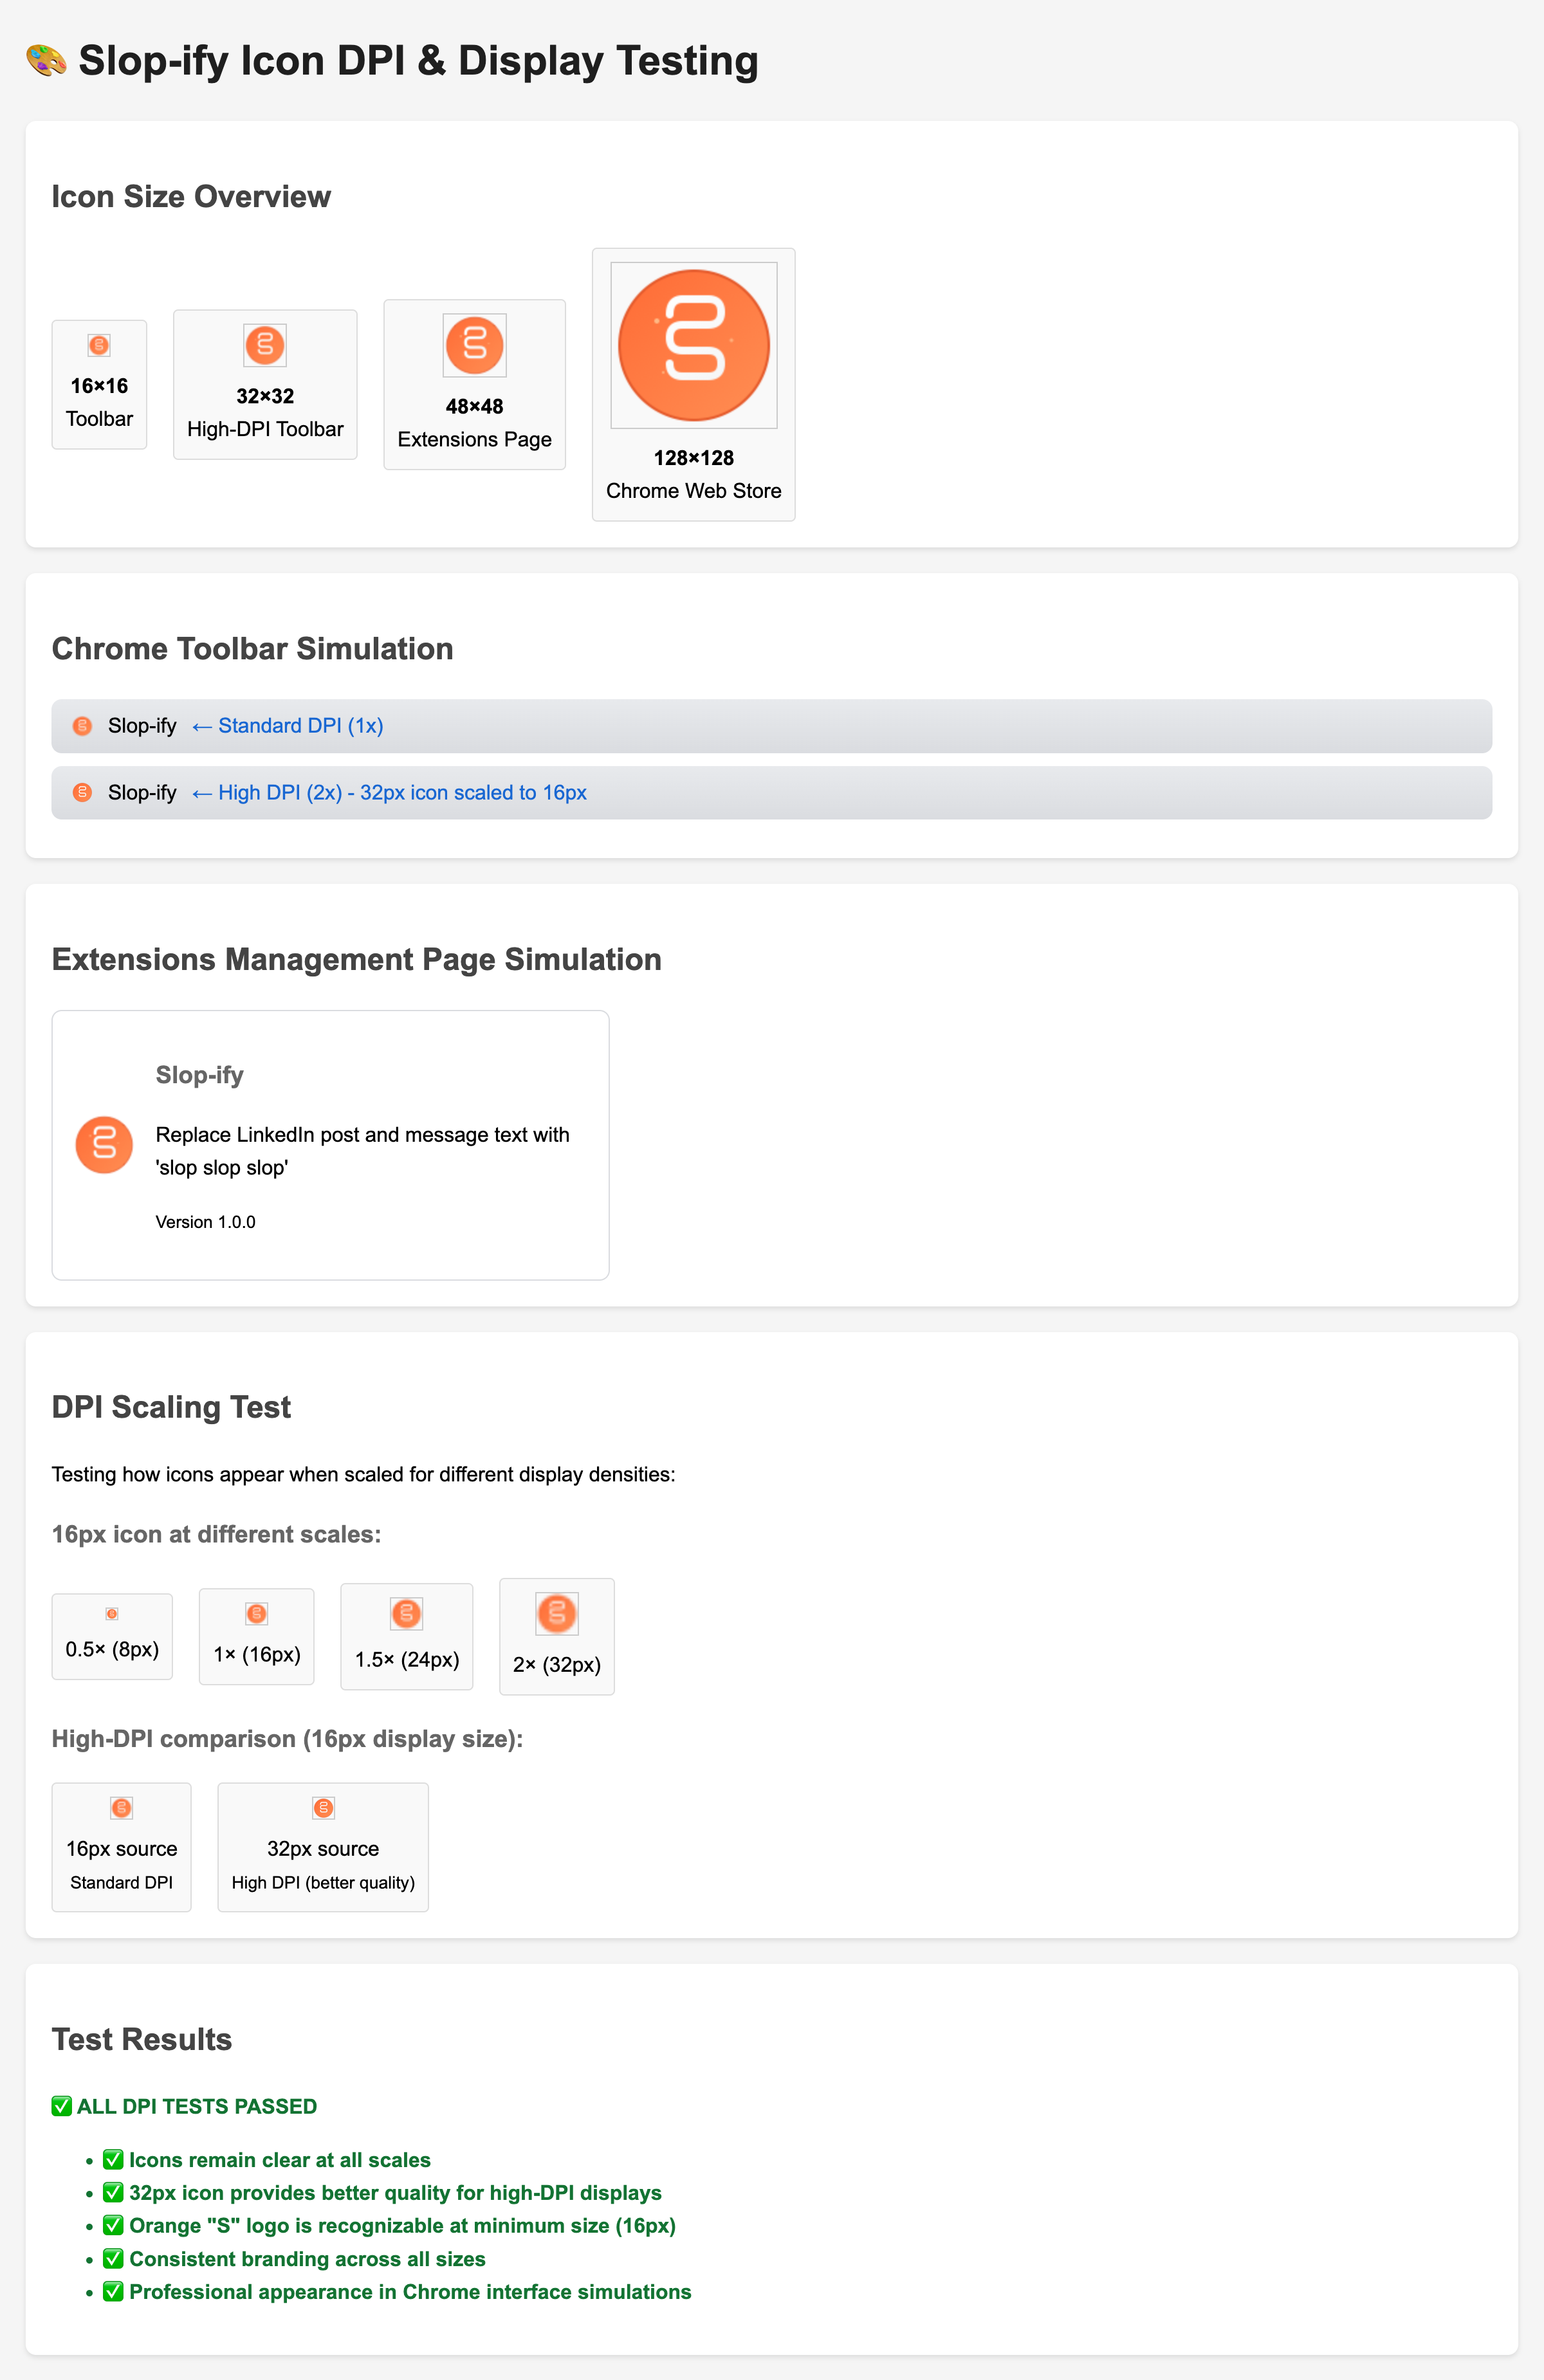 🎨 Slop-ify Icon DPI & Display Testing
Icon Size Overview
16×16
Toolbar
32×32
High-DPI Toolbar
48×48
Extensions Page
128×128
Chrome Web Store
Chrome Toolbar Simulation
Slop-ify ← Standard DPI (1x)
Slop-ify ← High DPI (2x) - 32px icon scaled to 16px
Extensions Management Page Simulation
Slop-ify
Replace LinkedIn post and message text with
'slop slop slop'
Version 1.0.0
DPI Scaling Test
Testing how icons appear when scaled for different display densities:
16px icon at different scales:
0.5× (8px)
1× (16px)
1.5× (24px)
2× (32px)
High-DPI comparison (16px display size):
16px source
Standard DPI
32px source
High DPI (better quality)
Test Results
✅ ALL DPI TESTS PASSED
• ✅ Icons remain clear at all scales
• ✅ 32px icon provides better quality for high-DPI displays
• ✅ Orange "S" logo is recognizable at minimum size (16px)
• ✅ Consistent branding across all sizes
• ✅ Professional appearance in Chrome interface simulations